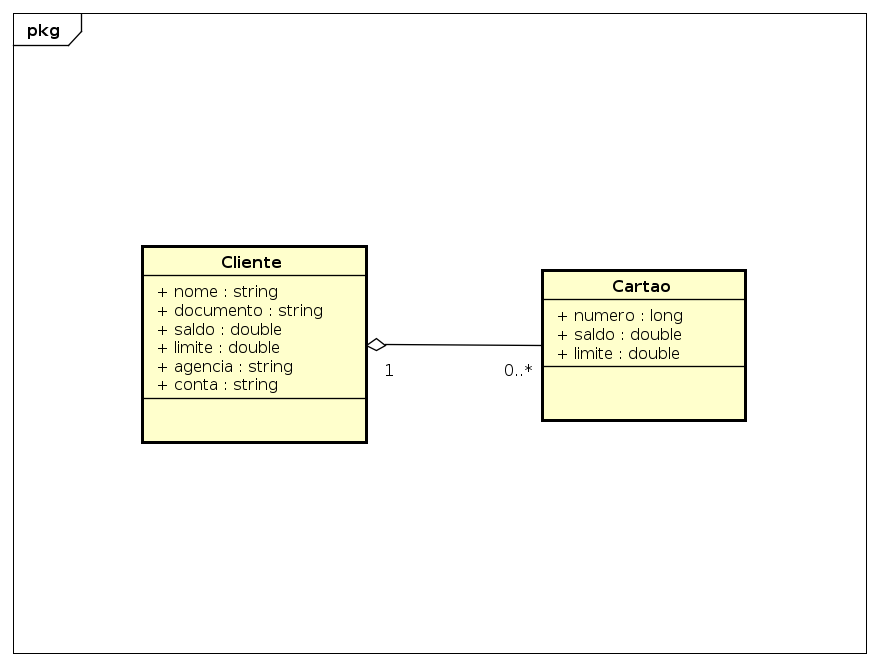 pkg
Cliente
+ nome : string
+ documento : string
+ saldo : double
+ limite : double
+ agencia : string
+ conta : string
1
0..*
Cartao
+ numero : long
+ saldo : double
+ limite : double